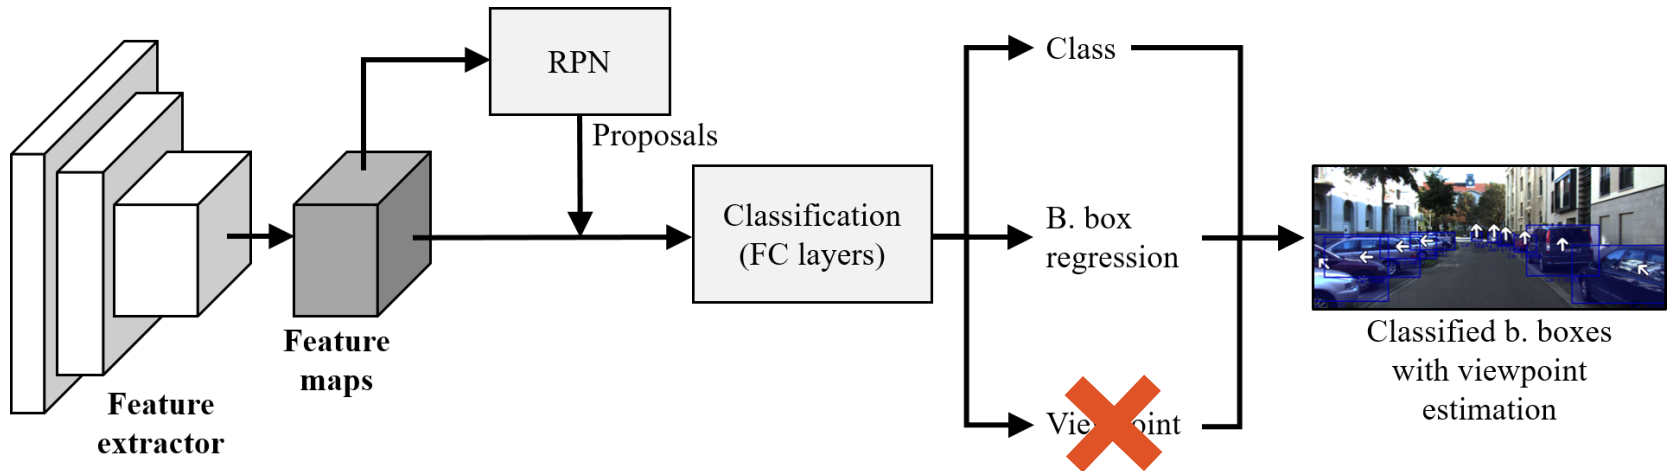 RPN
Proposals
Class
Classification
(FC layers)
B. box
regression
Feature
maps
Feature
extractor
Classified b. boxes
with viewpoint
estimation